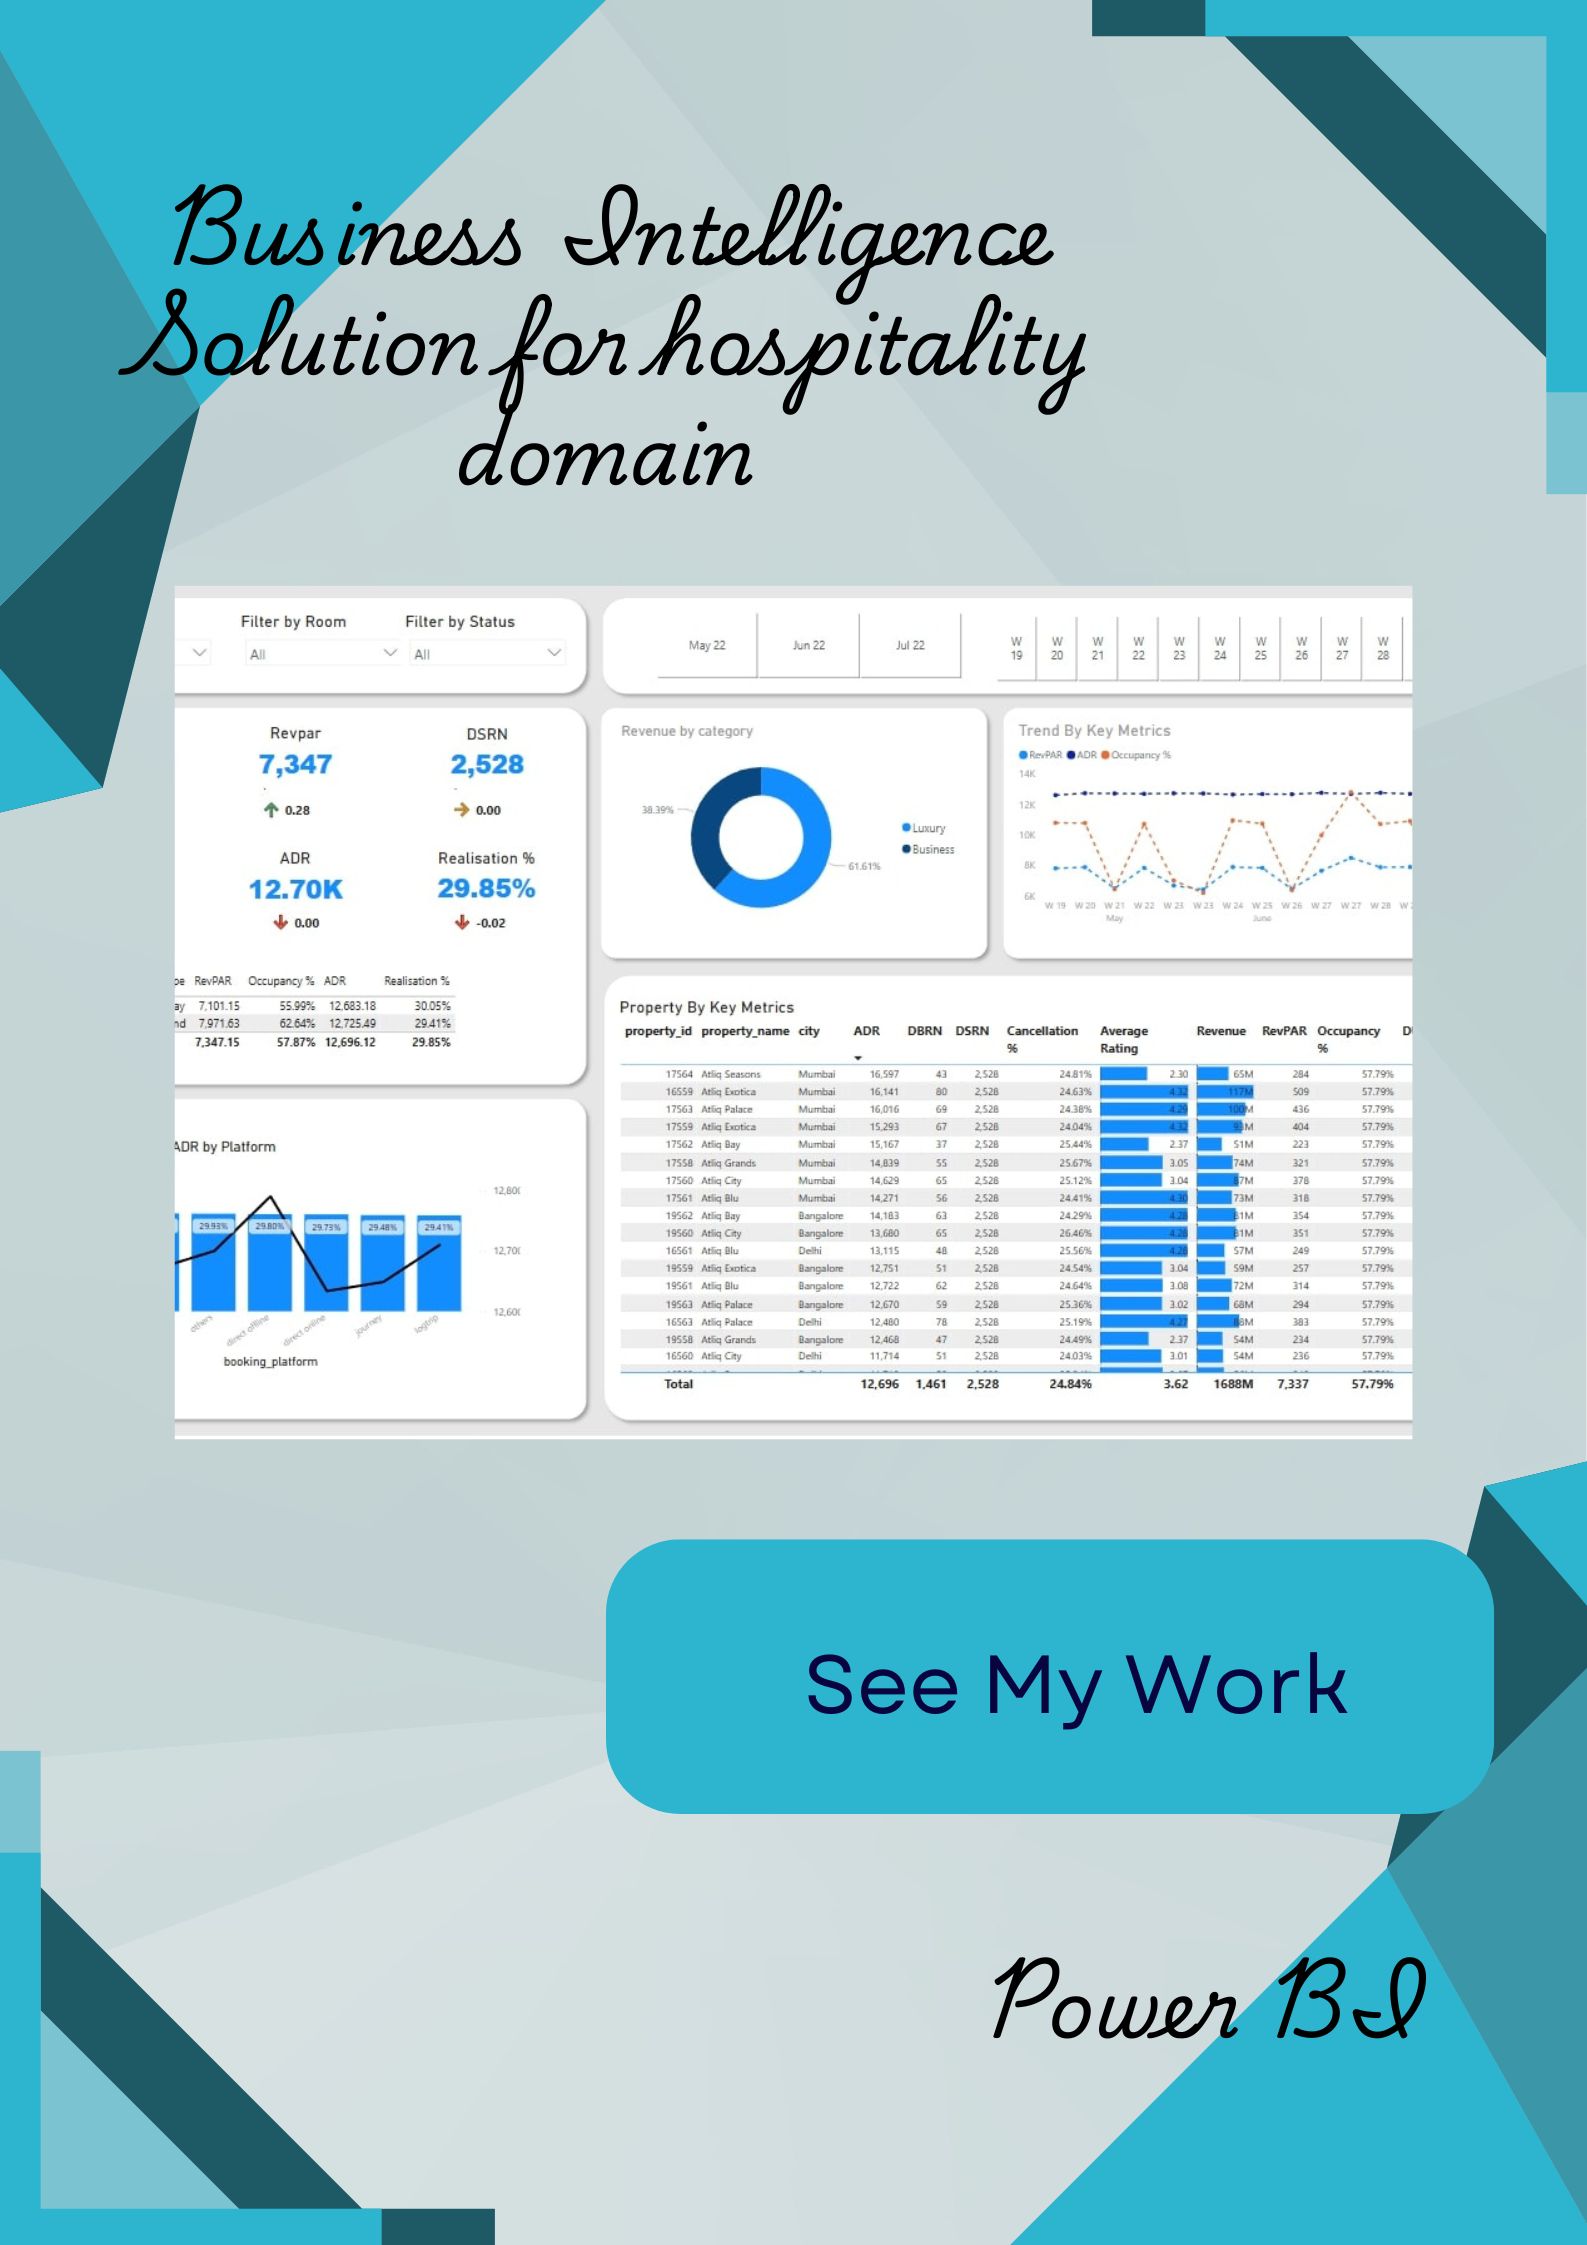 Business Intelligence
Solution for hospitality
domain
Filter by Room
Filter by Status
All
All
May 22
Jun 22
Jul 22
W 19
W 20
W 21
W 22
W 23
W 24
W 25
W 26
W 27
W 28
Revpar
DSRN
7,347
2,528
0.28
0.00
ADR
Realisation %
12.70K
29.85%
0.00
-0.02
RevPAR Occupancy % ADR Realisation %
7,101.15 55.99% 12,683.18 30.05%
7,971.63 62.64% 12,725.49 29.41%
7,347.15 57.87% 12,696.12 29.85%
Revenue by category
38.39%
61.61%
Luxury
Business
Trend By Key Metrics
RevPAR ADR Occupancy %
14K
12K
10K
8K
6K
W 19 W 20 W 21 W 22 W 23 W 23 W 24 W 25 W 26 W 27 W 27 W 28
May June
ADR by Platform
12,700
12,600
29.93% 29.80% 29.73% 29.48% 29.41%
others direct offline direct online journey logtrip
booking_platform
Property By Key Metrics
property_id property_name city ADR DBRN DSRN Cancellation % Average Rating Revenue RevPAR Occupancy %
17564 Atliq Seasons Mumbai 16,597 43 2,528 24.81% 2.30 65M 284 57.79%
16559 Atliq Exotica Mumbai 16,141 80 2,528 24.63% 4.32 117M 509 57.79%
17563 Atliq Palace Mumbai 16,016 69 2,528 24.38% 4.29 100M 436 57.79%
17559 Atliq Exotica Mumbai 15,293 67 2,528 24.04% 4.32 93M 404 57.79%
17562 Atliq Bay Mumbai 15,167 37 2,528 25.44% 2.37 51M 223 57.79%
17558 Atliq Grands Mumbai 14,839 55 2,528 25.67% 3.05 74M 321 57.79%
17560 Atliq City Mumbai 14,629 65 2,528 25.12% 3.04 87M 378 57.79%
17561 Atliq Blu Mumbai 14,271 56 2,528 24.41% 4.30 73M 318 57.79%
19562 Atliq Bay Bangalore 14,183 63 2,528 24.29% 4.28 81M 354 57.79%
19560 Atliq City Bangalore 13,680 65 2,528 26.46% 4.28 81M 351 57.79%
16561 Atliq Blu Delhi 13,115 48 2,528 25.56% 4.28 57M 249 57.79%
19559 Atliq Exotica Bangalore 12,751 51 2,528 24.54% 3.04 59M 257 57.79%
19561 Atliq Blu Bangalore 12,722 62 2,528 24.64% 3.08 72M 314 57.79%
19563 Atliq Palace Bangalore 12,670 59 2,528 25.36% 3.02 68M 294 57.79%
16563 Atliq Palace Delhi 12,480 78 2,528 25.19% 4.27 88M 383 57.79%
19558 Atliq Grands Bangalore 12,468 47 2,528 24.49% 2.37 54M 234 57.79%
16560 Atliq City Delhi 11,714 51 2,528 24.03% 3.01 54M 236 57.79%
Total 12,696 1,461 2,528 24.84% 3.62 1688M 7,337 57.79%
See My Work
Power BI